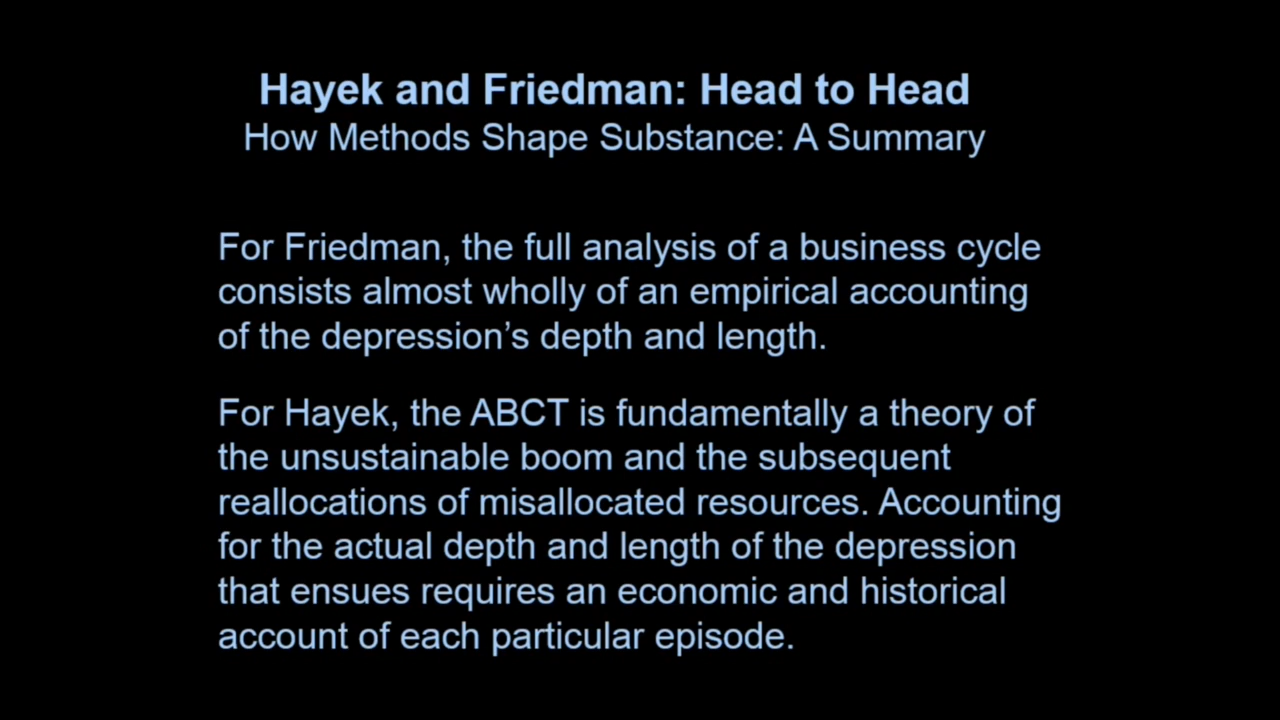 Hayek and Friedman: Head to Head
How Methods Shape Substance: A Summary
For Friedman, the full analysis of a business cycle
consists almost wholly of an empirical accounting
of the depression’s depth and length.
For Hayek, the ABCT is fundamentally a theory of
the unsustainable boom and the subsequent
reallocations of misallocated resources. Accounting
for the actual depth and length of the depression
that ensues requires an economic and historical
account of each particular episode.